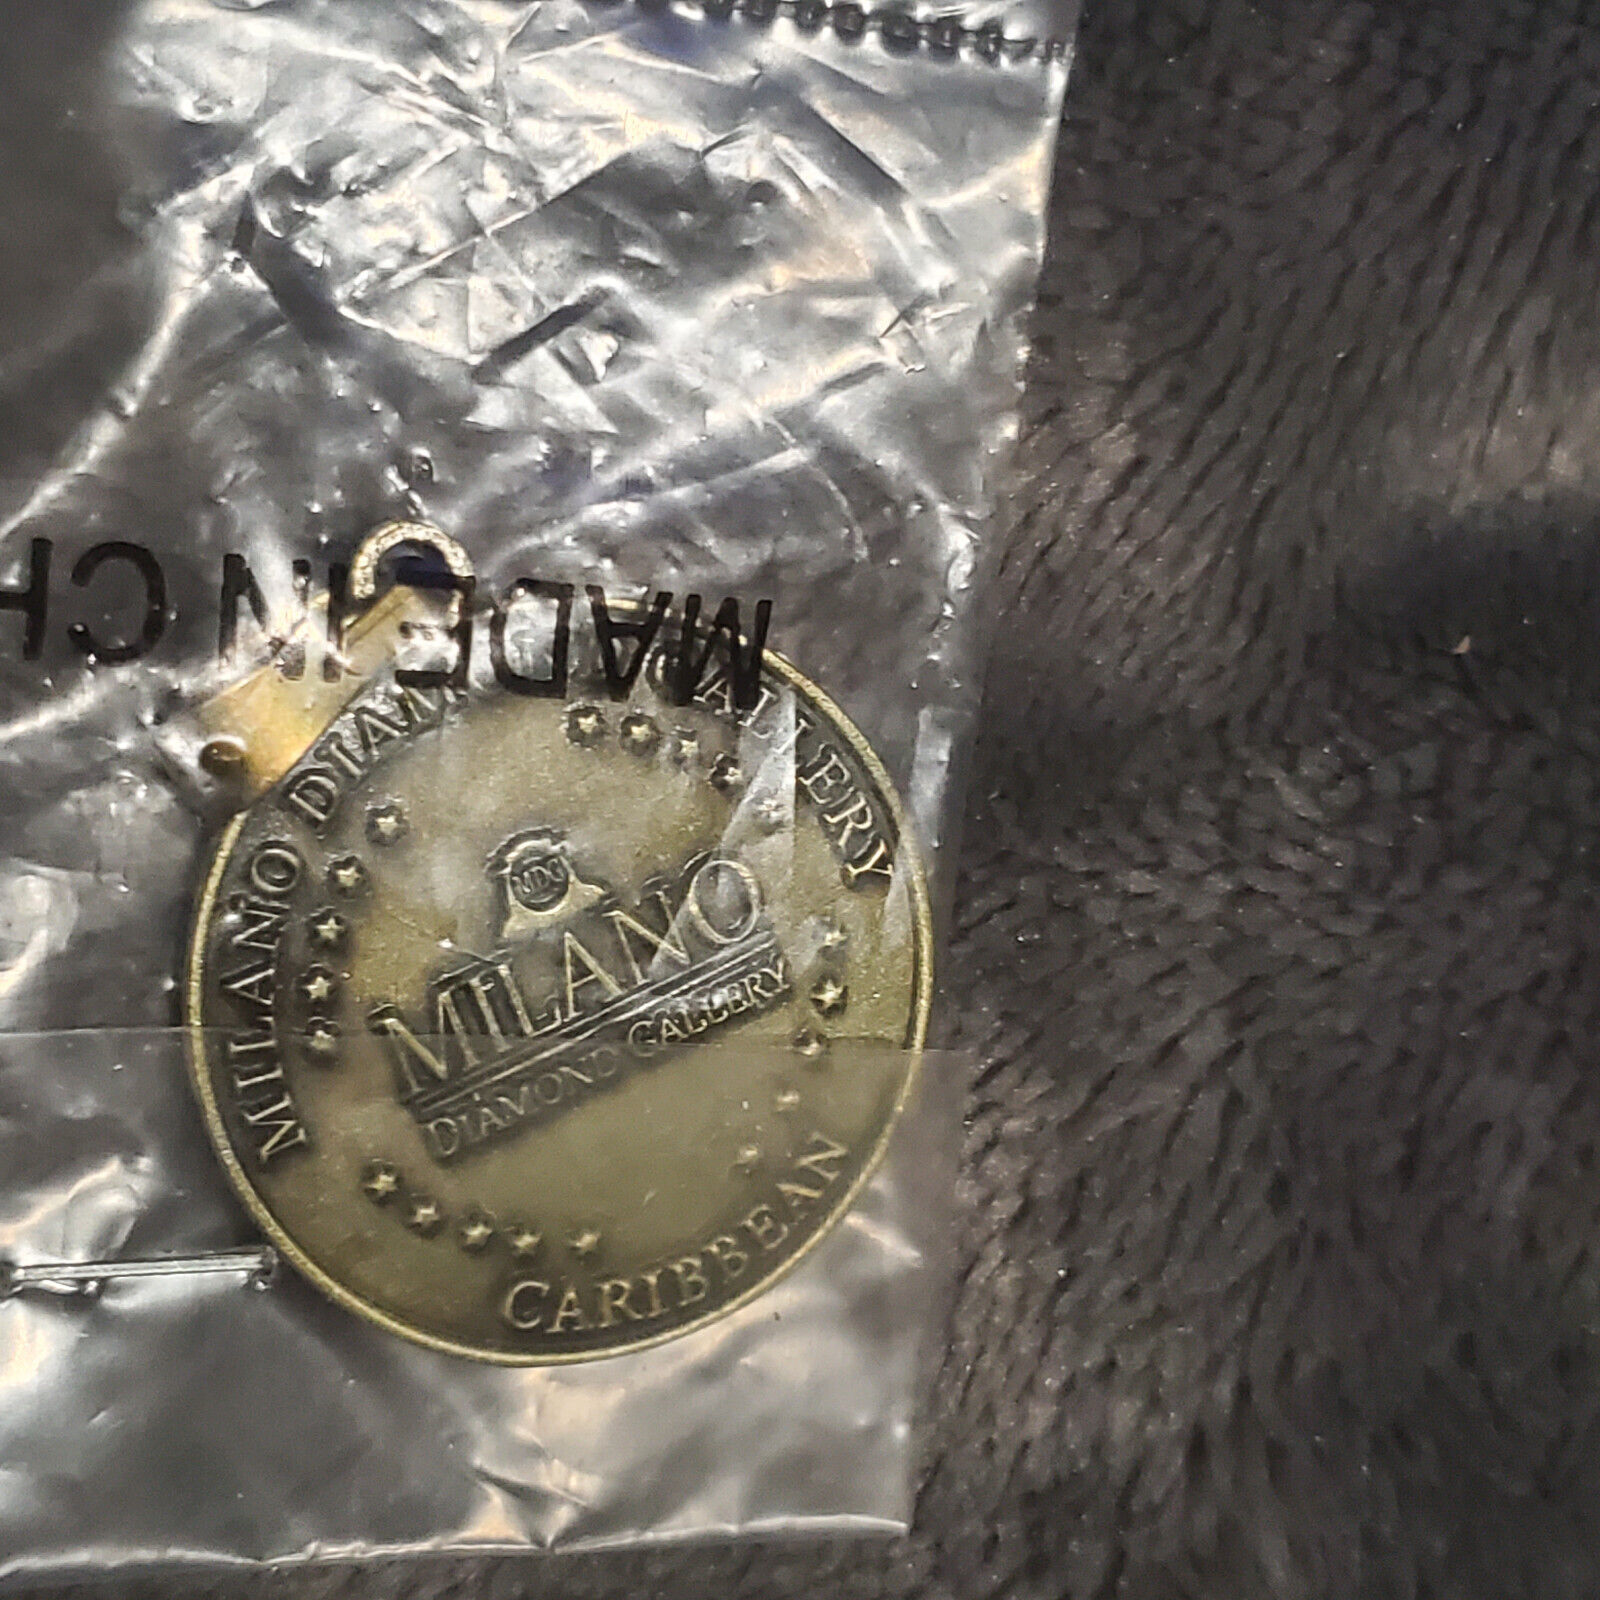 MADE IN CH
MILANO DIAM GALLERY
MDG
MILANO
DIAMOND GALLERY
CARIBBEAN